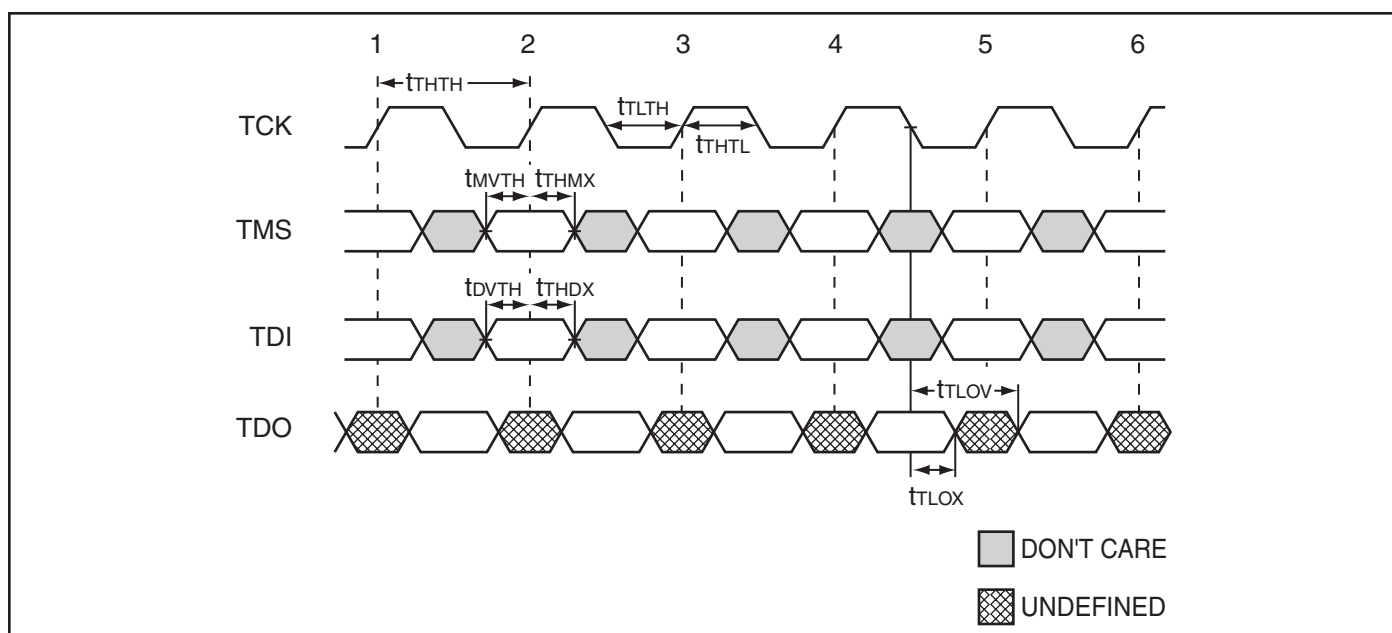 1 2 3 4 5 6
tTHTH
tTLTH
TCK
tTHTL
tMVTH tTHMX
TMS
tDVTH tTHDX
TDI
tTLOV
TDO
tTLOX
DON'T CARE
UNDEFINED